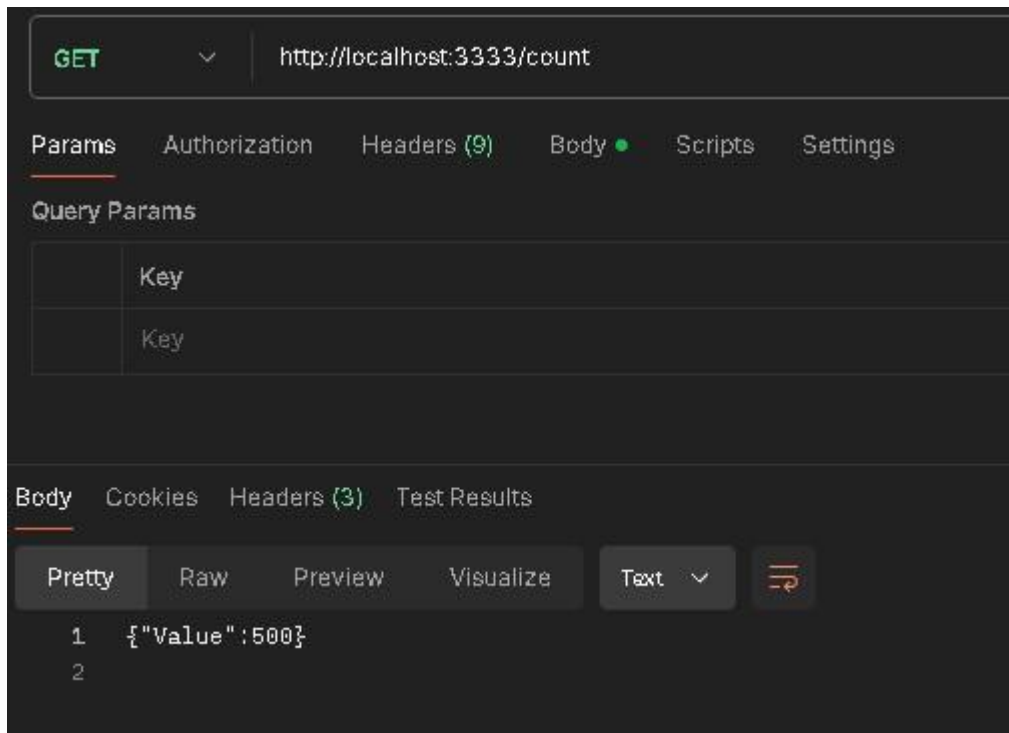 GET http://localhost:3333/count
Params Authorization Headers (9) Body Scripts Settings
Query Params
Key
Key
Body Cookies Headers (3) Test Results
Pretty Raw Preview Visualize Text
1 {"Value":500}
2